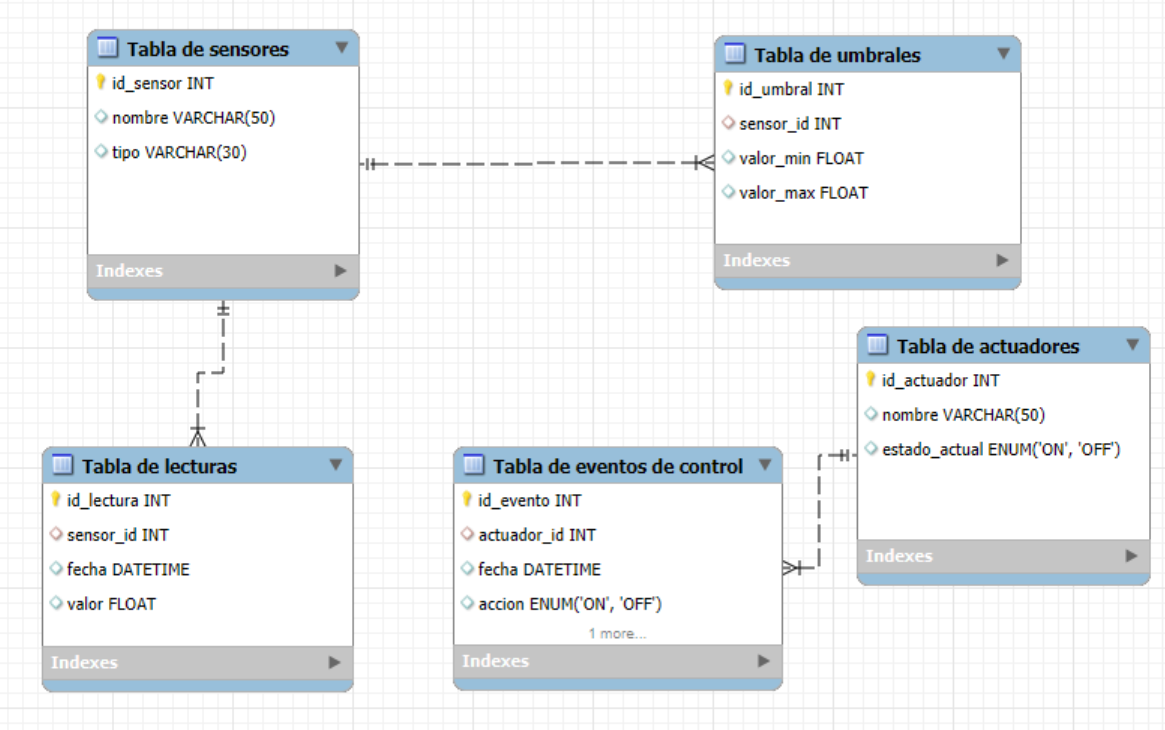 Tabla de sensores
id_sensor INT
nombre VARCHAR(50)
tipo VARCHAR(30)
Indexes
Tabla de umbrales
id_umbral INT
sensor_id INT
valor_min FLOAT
valor_max FLOAT
Indexes
Tabla de actuadores
id_actuador INT
nombre VARCHAR(50)
estado_actual ENUM('ON', 'OFF')
Indexes
Tabla de lecturas
id_lectura INT
sensor_id INT
fecha DATETIME
valor FLOAT
Indexes
Tabla de eventos de control
id_evento INT
actuador_id INT
fecha DATETIME
accion ENUM('ON', 'OFF')
1 more...
Indexes